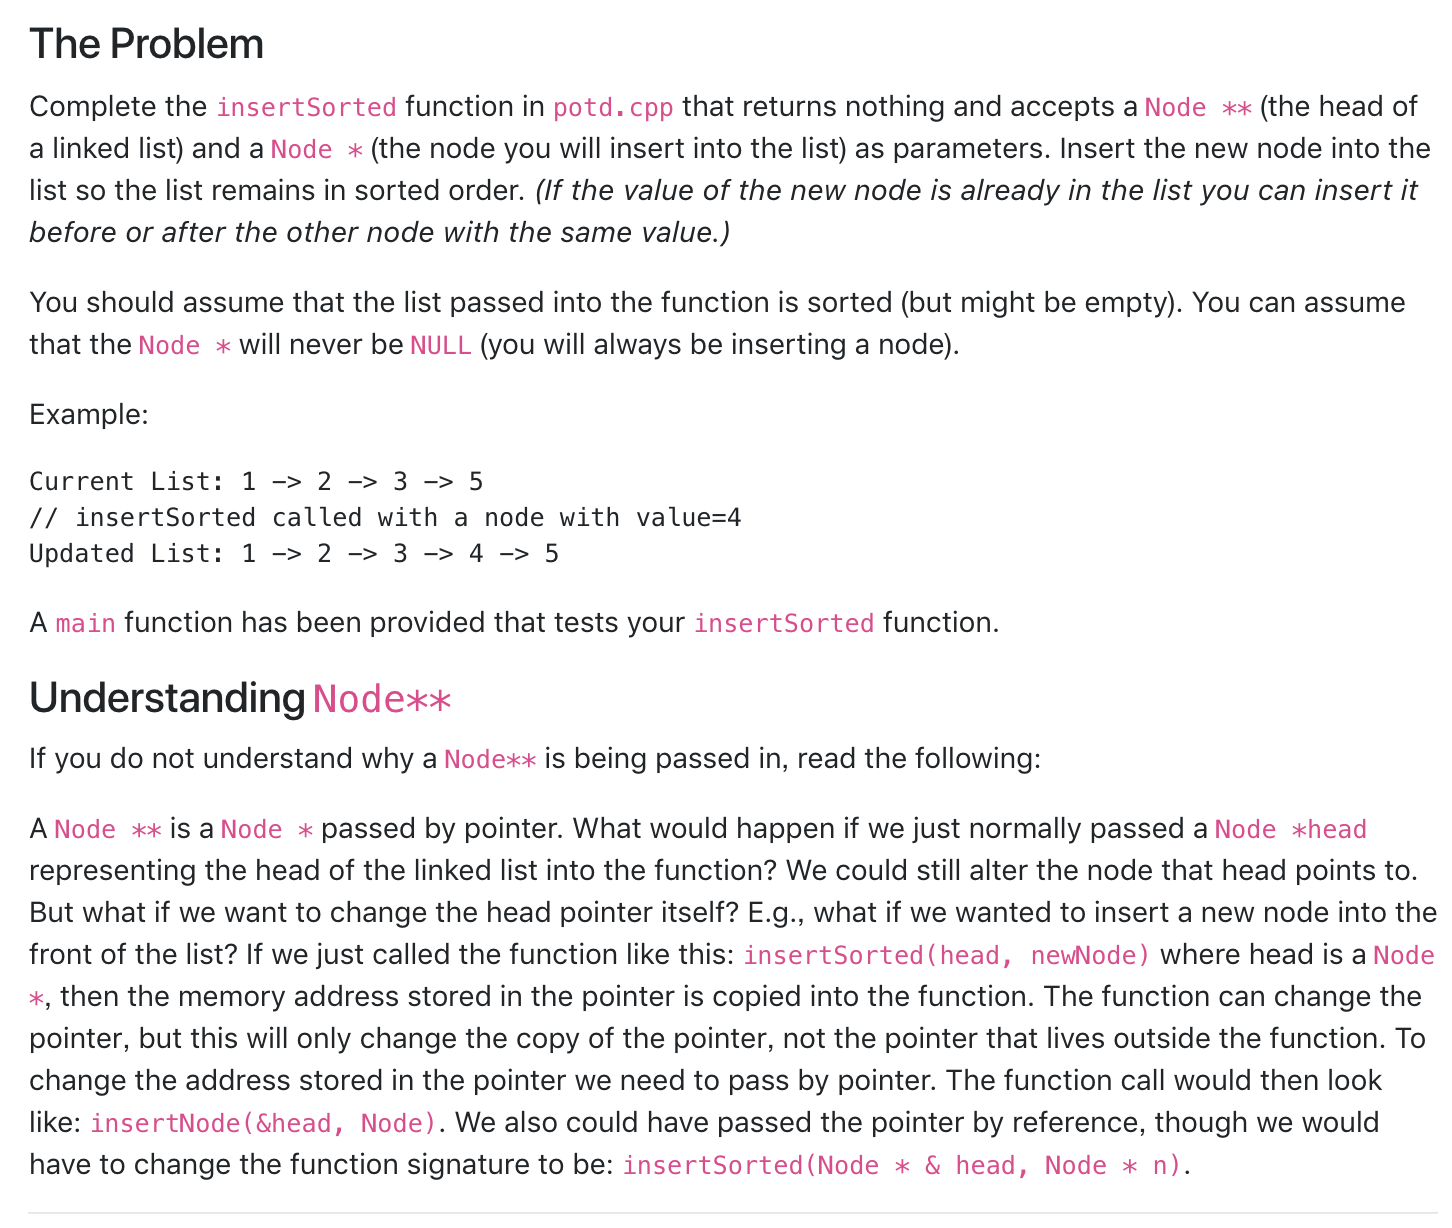 The Problem
Complete the insertSorted function in potd.cpp that returns nothing and accepts a Node ** (the head of
a linked list) and a Node * (the node you will insert into the list) as parameters. Insert the new node into the
list so the list remains in sorted order. (If the value of the new node is already in the list you can insert it
before or after the other node with the same value.)
You should assume that the list passed into the function is sorted (but might be empty). You can assume
that the Node * will never be NULL (you will always be inserting a node).
Example:
Current List: 1 -> 2 -> 3 -> 5
// insertSorted called with a node with value=4
Updated List: 1 -> 2 -> 3 -> 4 -> 5
A main function has been provided that tests your insertSorted function.
Understanding Node**
If you do not understand why a Node** is being passed in, read the following:
A Node ** is a Node * passed by pointer. What would happen if we just normally passed a Node *head
representing the head of the linked list into the function? We could still alter the node that head points to.
But what if we want to change the head pointer itself? E.g., what if we wanted to insert a new node into the
front of the list? If we just called the function like this: insertSorted(head, newNode) where head is a Node
*, then the memory address stored in the pointer is copied into the function. The function can change the
pointer, but this will only change the copy of the pointer, not the pointer that lives outside the function. To
change the address stored in the pointer we need to pass by pointer. The function call would then look
like: insertNode(&head, Node). We also could have passed the pointer by reference, though we would
have to change the function signature to be: insertSorted(Node * & head, Node * n).